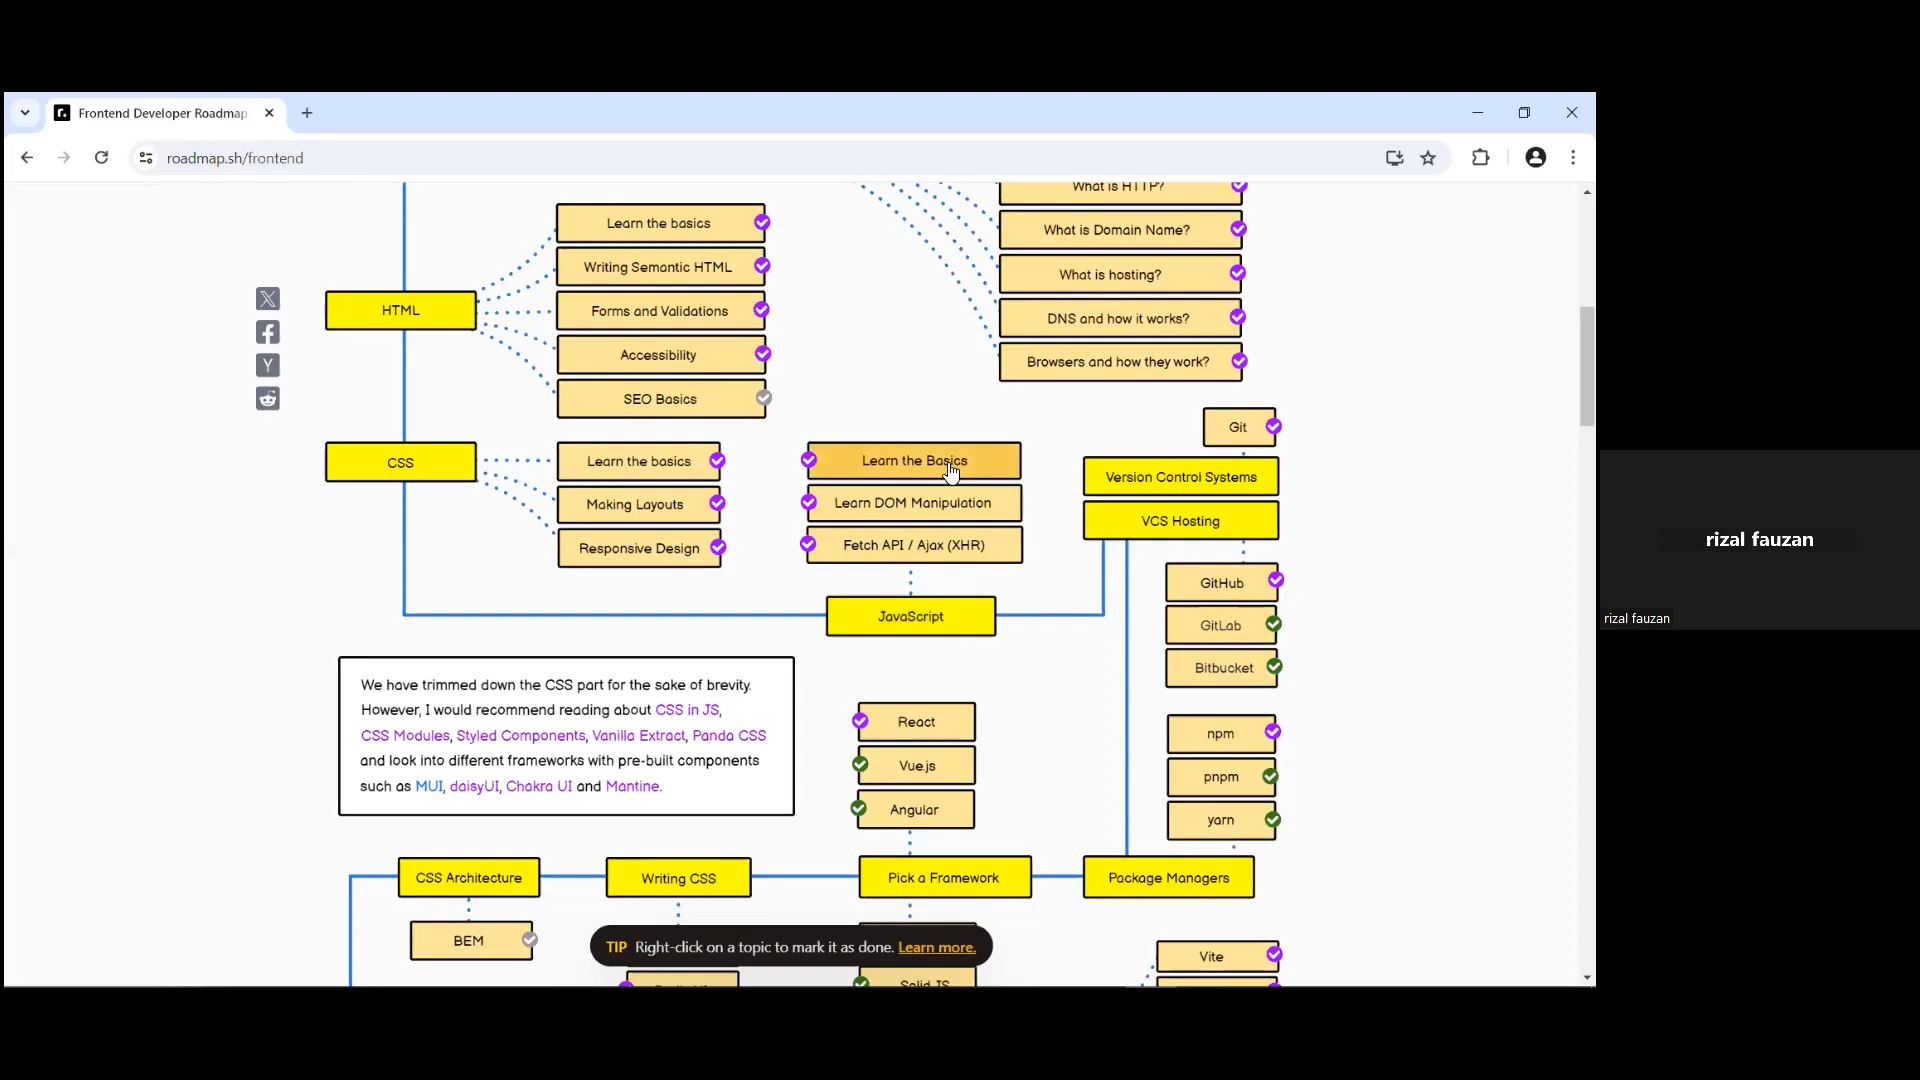 Frontend Developer Roadmap
roadmap.sh/frontend
What is HTTP?
Learn the basics
Writing Semantic HTML
Forms and Validations
Accessibility
SEO Basics
HTML
What is Domain Name?
What is hosting?
DNS and how it works?
Browsers and how they work?
Git
CSS
Learn the basics
Making Layouts
Responsive Design
Learn the Basics
Learn DOM Manipulation
Fetch API / Ajax (XHR)
JavaScript
Version Control Systems
VCS Hosting
GitHub
GitLab
Bitbucket
We have trimmed down the CSS part for the sake of brevity.
However, I would recommend reading about CSS in JS,
CSS Modules, Styled Components, Vanilla Extract, Panda CSS
and look into different frameworks with pre-built components
such as MUI, daisyUI, Chakra UI and Mantine.
React
Vue.js
Angular
npm
pnpm
yarn
CSS Architecture
Writing CSS
Pick a Framework
Package Managers
BEM
TIP Right-click on a topic to mark it as done. Learn more.
Vite
Solid JS
rizal fauzan
rizal fauzan